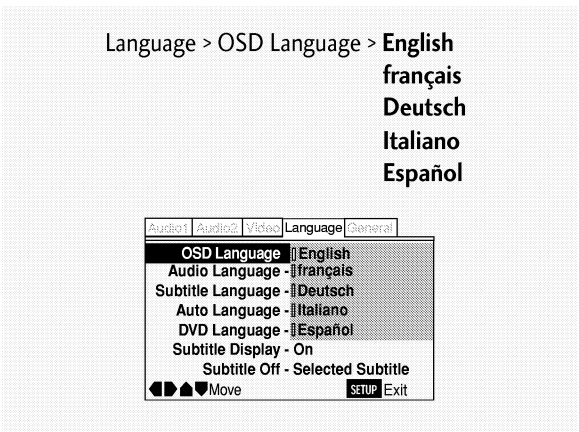 Language > OSD Language > English
français
Deutsch
Italiano
Español
Audio1 Audio2 Video Language General
OSD Language English
Audio Language - français
Subtitle Language - Deutsch
Auto Language - Italiano
DVD Language - Español
Subtitle Display - On
Subtitle Off - Selected Subtitle
Move SETUP Exit